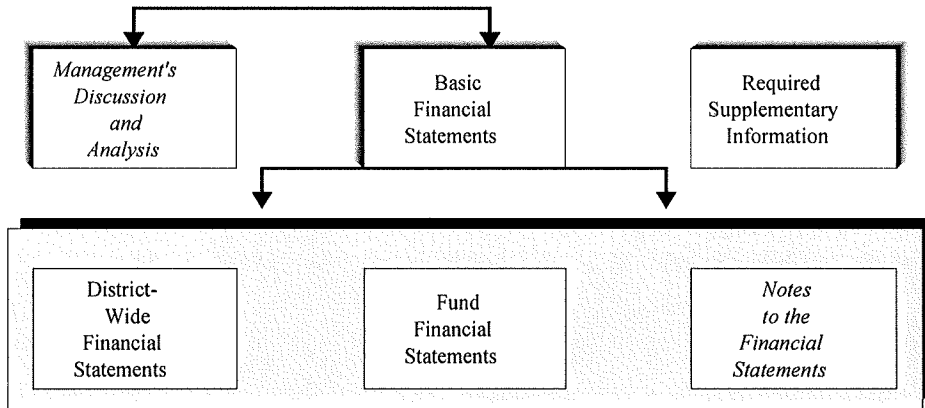 Management's
Discussion
and
Analysis
Basic
Financial
Statements
Required
Supplementary
Information
District-
Wide
Financial
Statements
Fund
Financial
Statements
Notes
to the
Financial
Statements